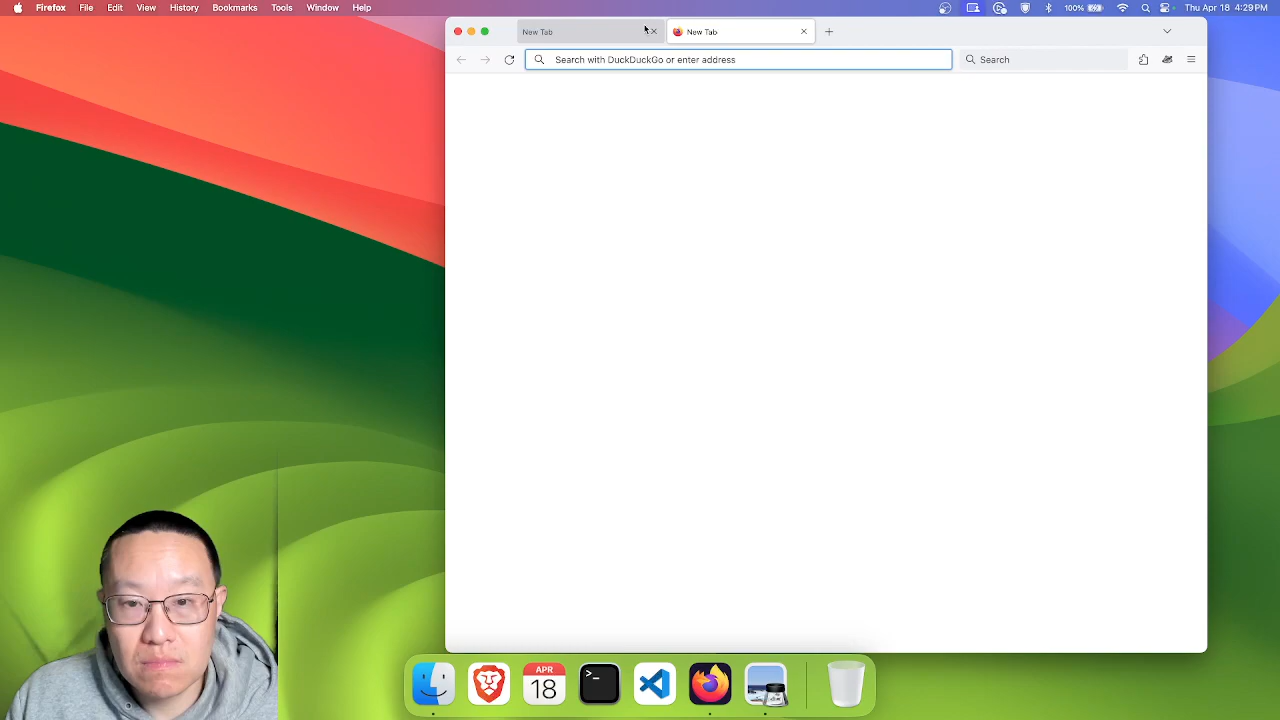 Firefox File Edit View History Bookmarks Tools Window Help 100% Thu Apr 18 4:29 PM
New Tab New Tab
Search with DuckDuckGo or enter address Search
APR
18
>_